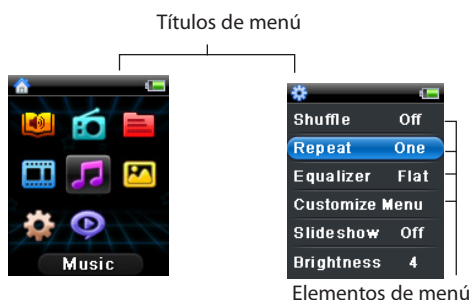 Títulos de menú
Music
Shuffle Off
Repeat One
Equalizer Flat
Customize Menu
Slideshow Off
Brightness 4
Elementos de menú